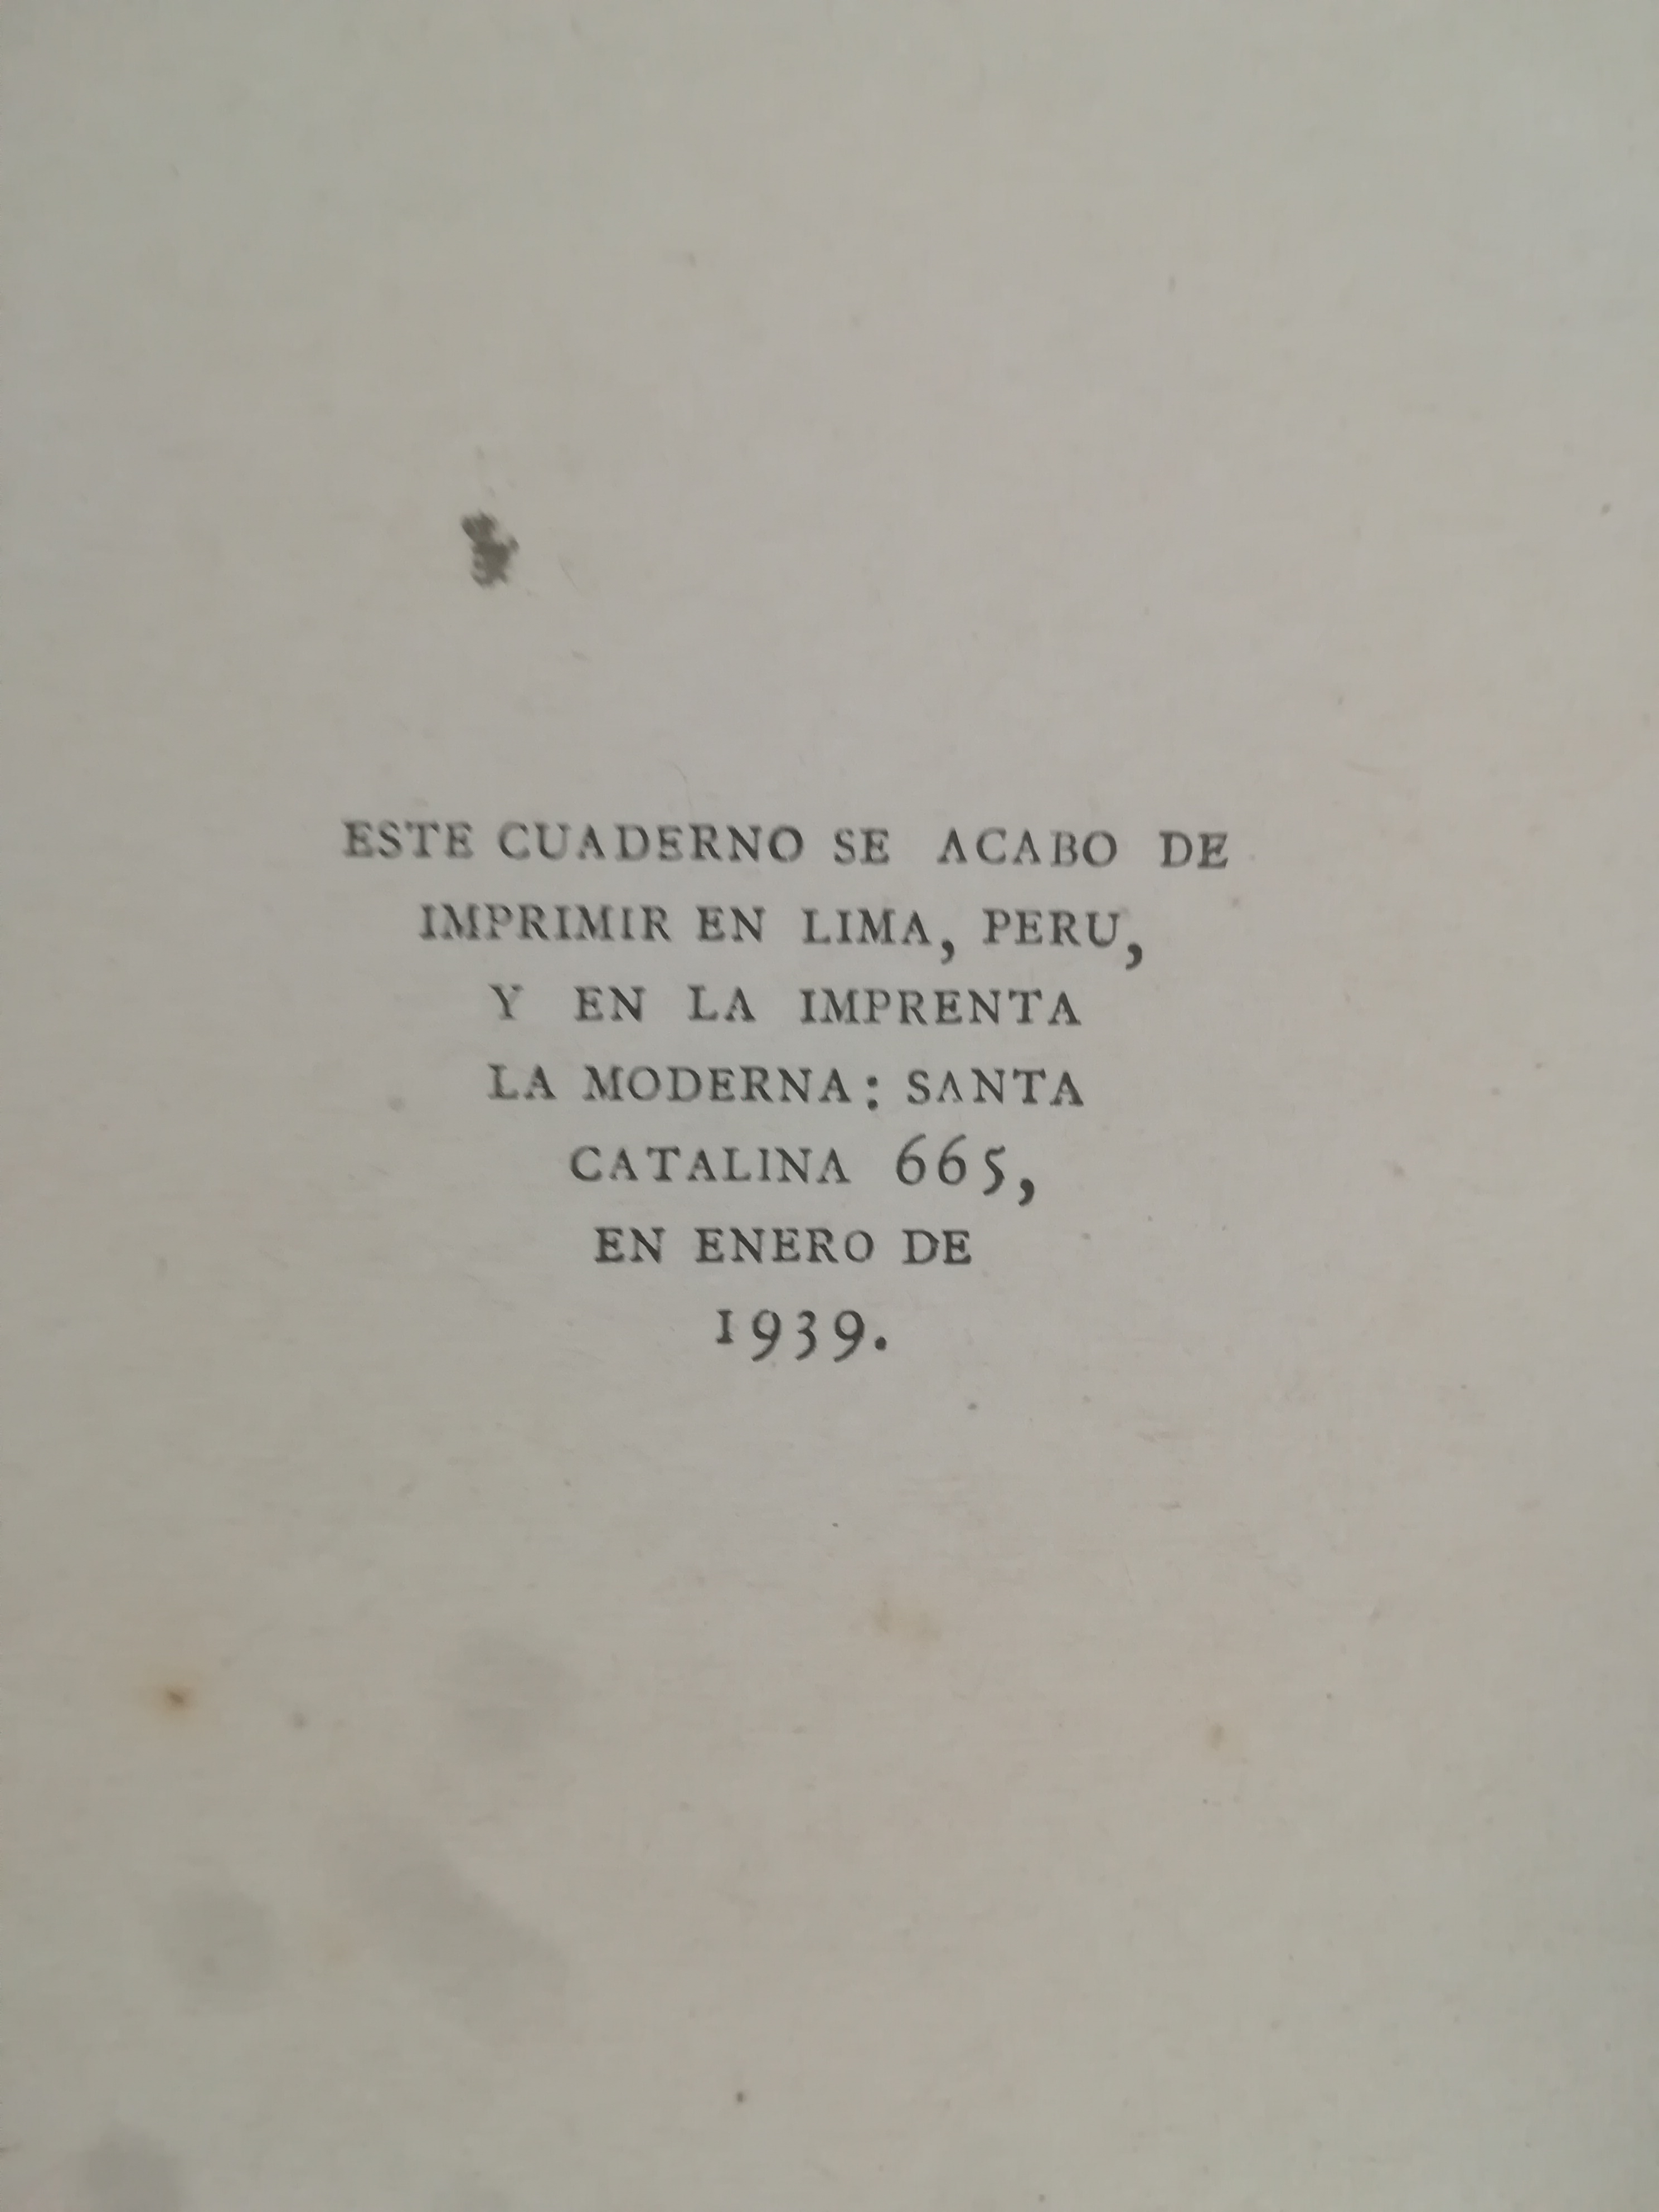 ESTE CUADERNO SE ACABO DE
IMPRIMIR EN LIMA, PERU,
Y EN LA IMPRENTA
LA MODERNA: SANTA
CATALINA 665,
EN ENERO DE
1939.